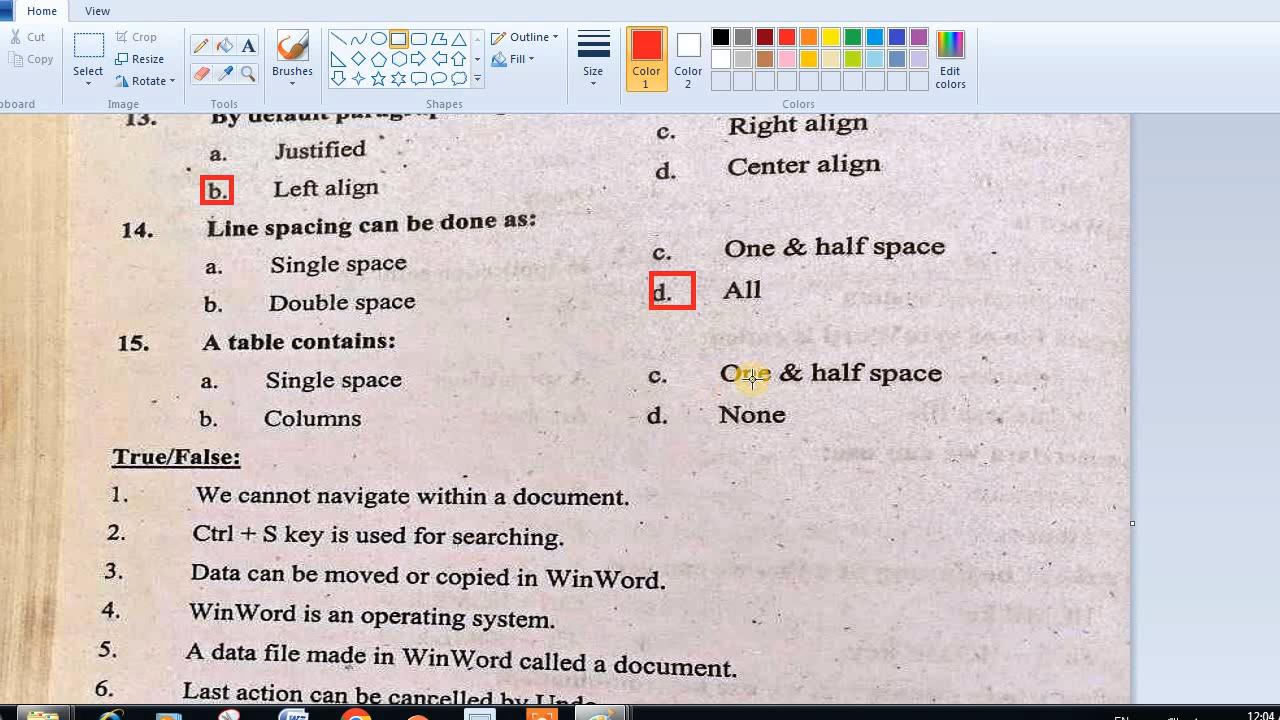 Home View
Cut
Copy
Select
Crop
Resize
Rotate
Brushes
Outline
Fill
Size
Color 1
Color 2
Edit colors
Image
Tools
Shapes
Colors
13. By default
a. Justified
c. Right align
b. Left align
d. Center align
14. Line spacing can be done as:
a. Single space
c. One & half space
b. Double space
d. All
15. A table contains:
a. Single space
c. One & half space
b. Columns
d. None
True/False:
1. We cannot navigate within a document.
2. Ctrl + S key is used for searching.
3. Data can be moved or copied in WinWord.
4. WinWord is an operating system.
5. A data file made in WinWord called a document.
6. Last action can be cancelled by
12:04